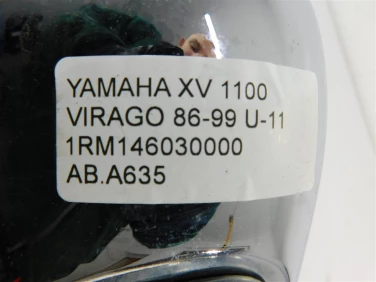 YAMAHA XV 1100
VIRAGO 86-99 U-11
1RM146030000
AB.A635